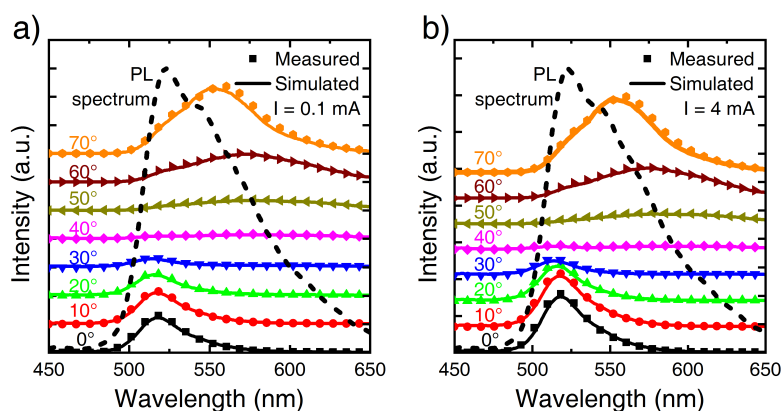 a)
Intensity (a.u.)
PL
spectrum
Measured
Simulated
I = 0.1 mA
70°
60°
50°
40°
30°
20°
10°
0°
450 500 550 600 650
Wavelength (nm)
b)
Intensity (a.u.)
PL
spectrum
Measured
Simulated
I = 4 mA
70°
60°
50°
40°
30°
20°
10°
0°
450 500 550 600 650
Wavelength (nm)